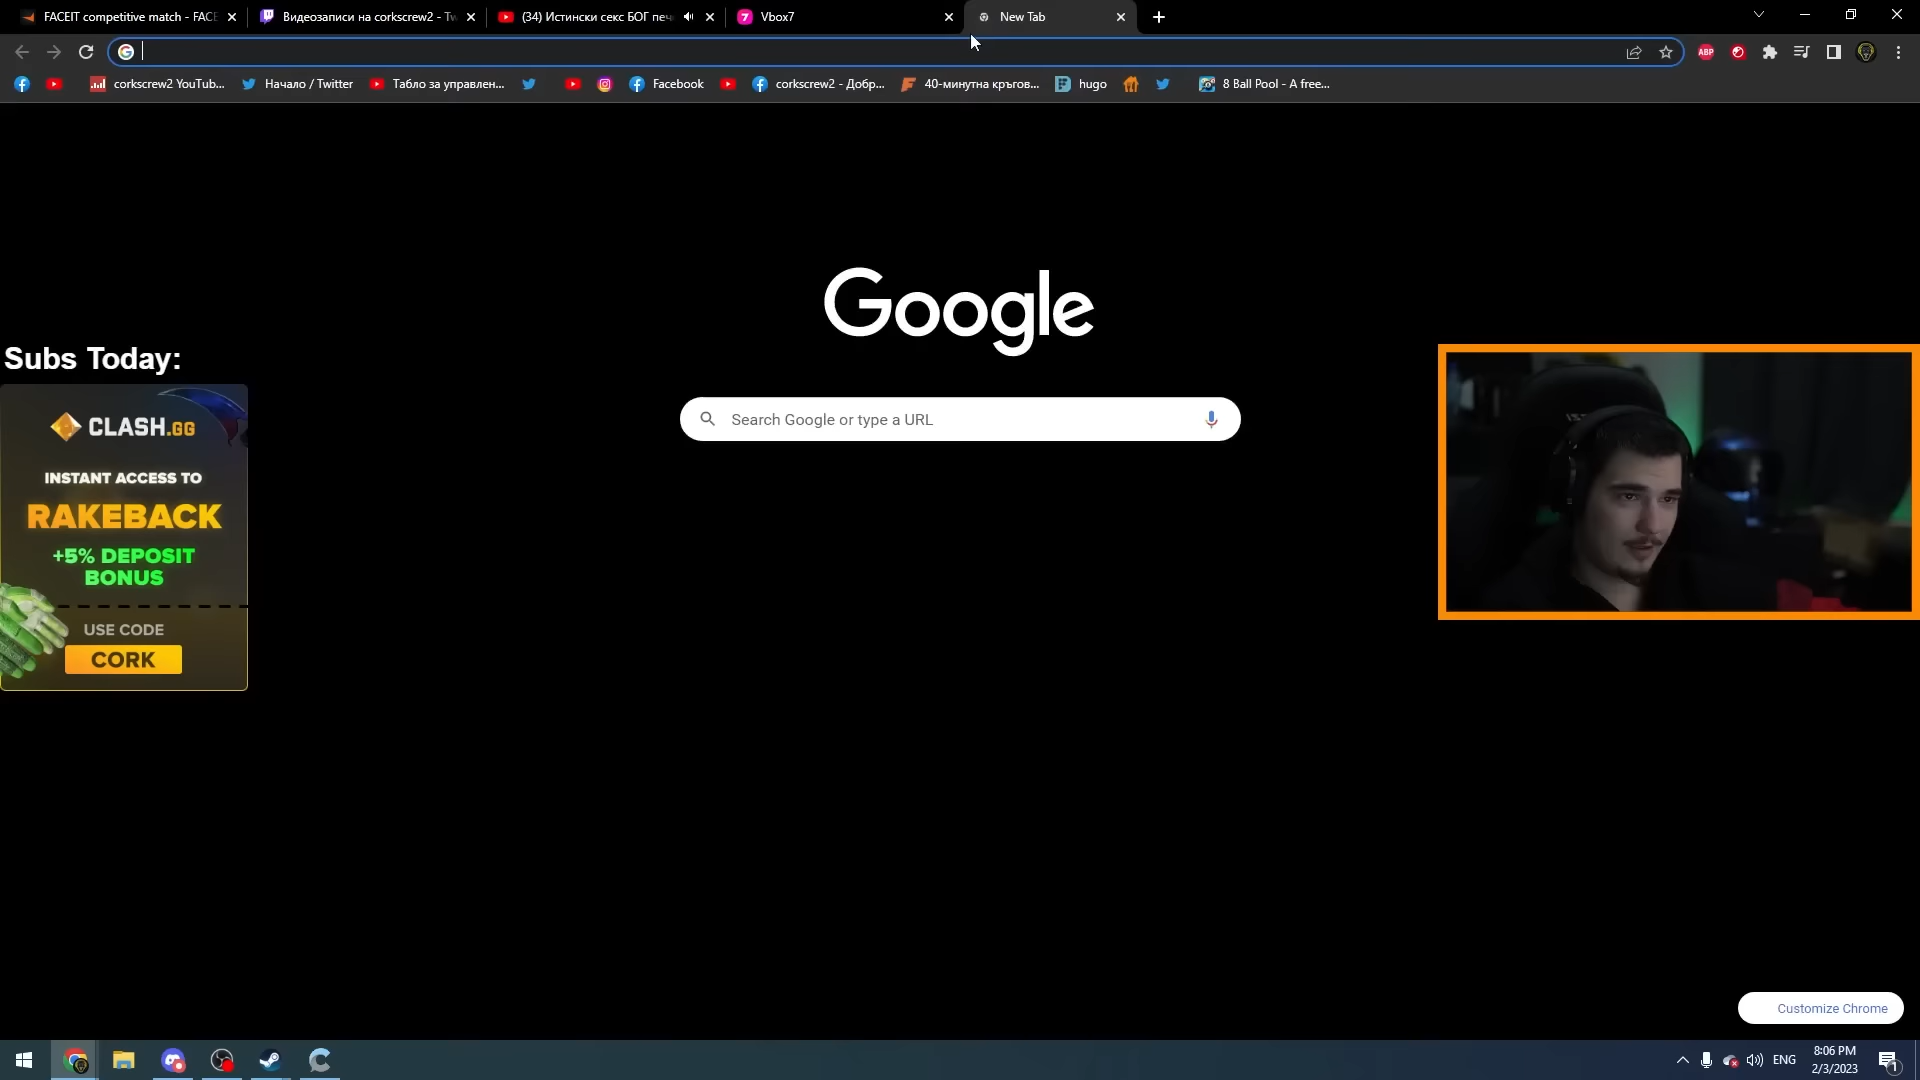 FACEIT competitive match - FACE
Видеозаписи на corkscrew2 - Tw
(34) Истински секс БОГ печ
Vbox7
New Tab
corkscrew2 YouTub...
Начало / Twitter
Табло за управлен...
Facebook
corkscrew2 - Добр...
40-минутна кръгов...
hugo
8 Ball Pool - A free...
Google
Search Google or type a URL
Subs Today:
CLASH.GG
INSTANT ACCESS TO
RAKEBACK
+5% DEPOSIT
BONUS
USE CODE
CORK
Customize Chrome
ENG
8:06 PM
2/3/2023
1
ABP